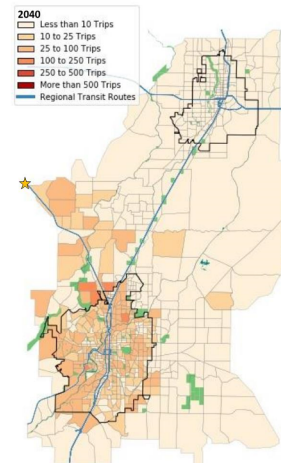 2040
Less than 10 Trips
10 to 25 Trips
25 to 100 Trips
100 to 250 Trips
250 to 500 Trips
More than 500 Trips
Regional Transit Routes